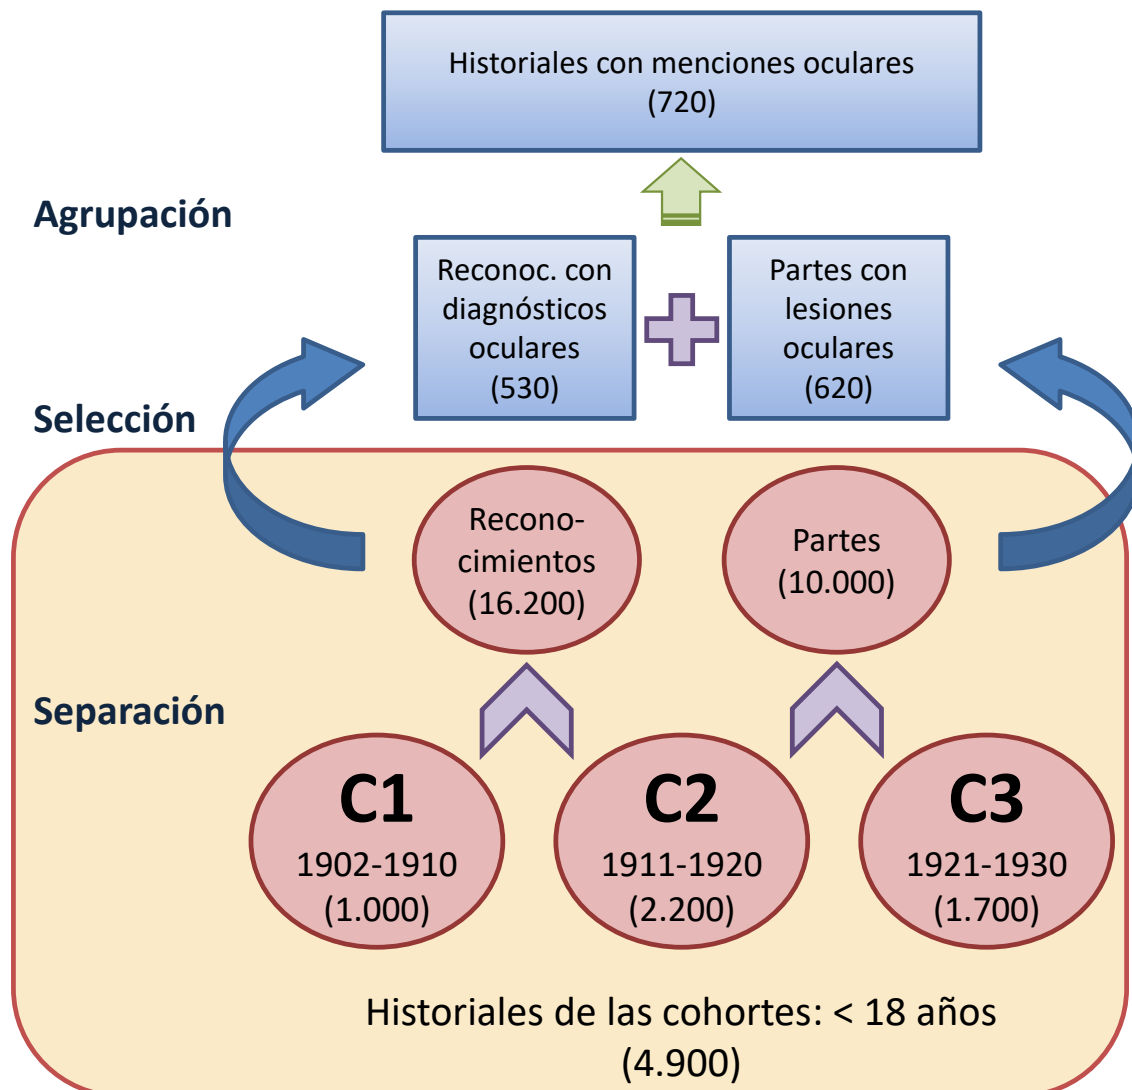 Historiales con menciones oculares
(720)
Agrupación
Reconoc. con
diagnósticos
oculares
(530)
Partes con
lesiones
oculares
(620)
Selección
Recono-
cimientos
(16.200)
Partes
(10.000)
Separación
C1
1902-1910
(1.000)
C2
1911-1920
(2.200)
C3
1921-1930
(1.700)
Historiales de las cohortes: < 18 años
(4.900)